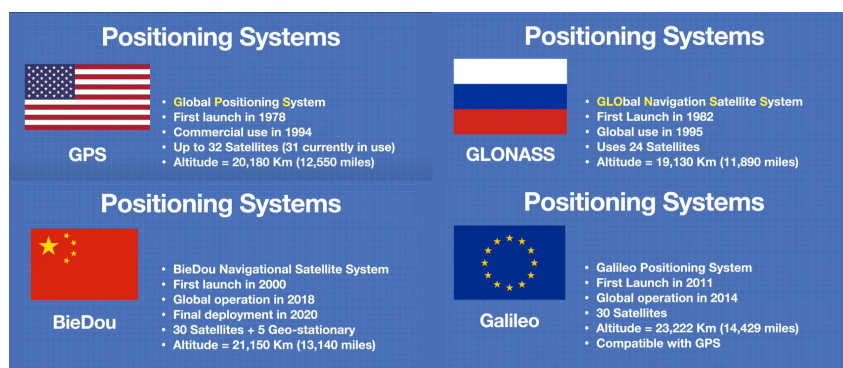 Positioning Systems
GPS
• Global Positioning System
• First launch in 1978
• Commercial use in 1994
• Up to 32 Satellites (31 currently in use)
• Altitude = 20,180 Km (12,550 miles)
Positioning Systems
GLONASS
• GLObal Navigation Satellite System
• First Launch in 1982
• Global use in 1995
• Uses 24 Satellites
• Altitude = 19,130 Km (11,890 miles)
Positioning Systems
BieDou
• BieDou Navigational Satellite System
• First launch in 2000
• Global operation in 2018
• Final deployment in 2020
• 30 Satellites + 5 Geo-stationary
• Altitude = 21,150 Km (13,140 miles)
Positioning Systems
Galileo
• Galileo Positioning System
• First Launch in 2011
• Global operation in 2014
• 30 Satellites
• Altitude = 23,222 Km (14,429 miles)
• Compatible with GPS